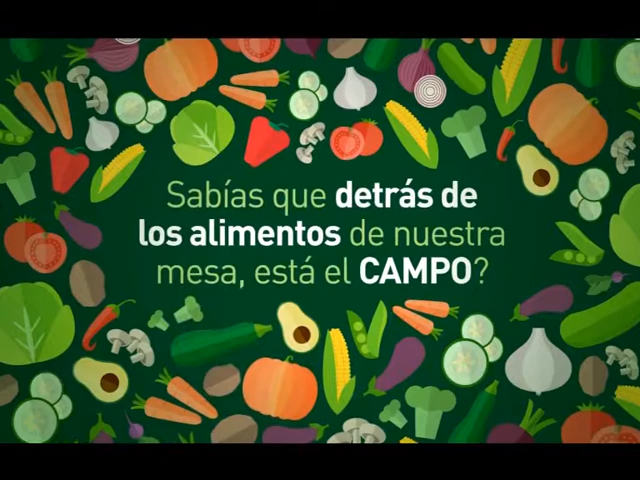 Sabías que detrás de
los alimentos de nuestra
mesa, está el CAMPO?